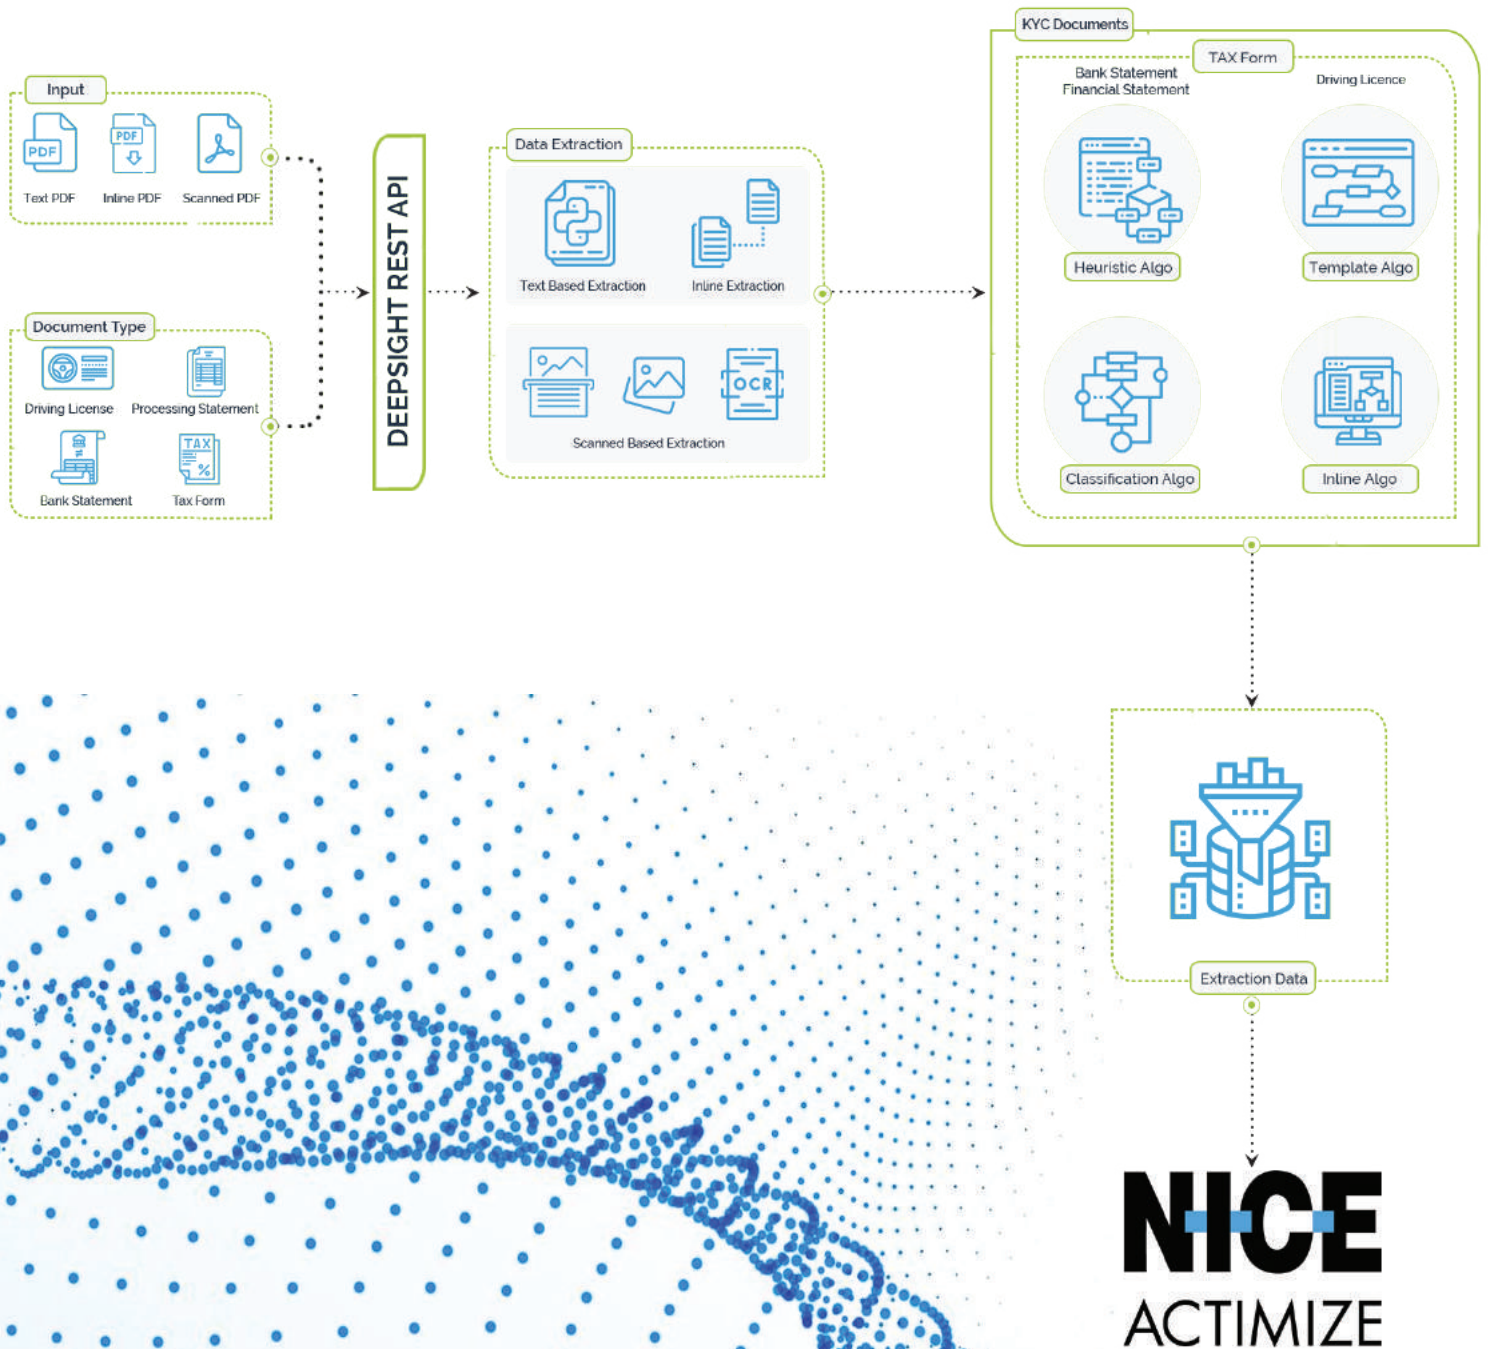 Input
PDF
PDF
Text PDF
Inline PDF
Scanned PDF
Document Type
Driving License
Processing Statement
TAX
%
Bank Statement
Tax Form
DEEPSIGHT REST API
Data Extraction
Text Based Extraction
Inline Extraction
OCR
Scanned Based Extraction
KYC Documents
TAX Form
Bank Statement
Financial Statement
Driving Licence
Heuristic Algo
Template Algo
Classification Algo
Inline Algo
Extraction Data
NICE
ACTIMIZE